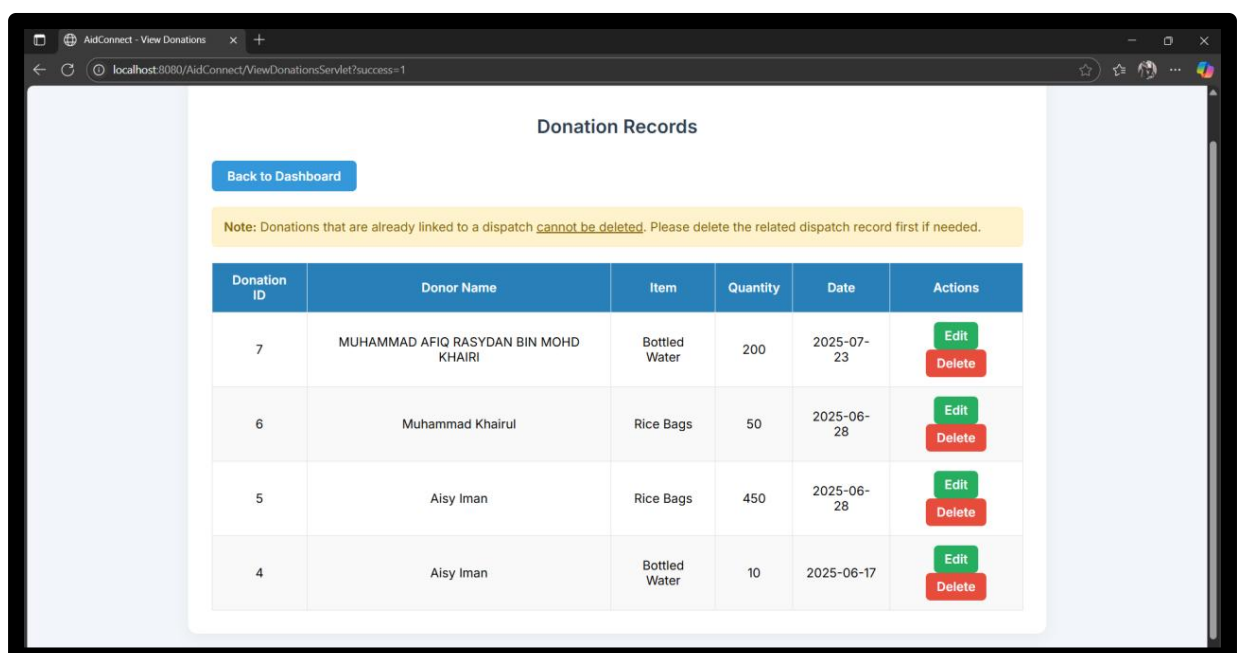 AidConnect - View Donations
localhost:8080/AidConnect/ViewDonationsServlet?success=1
Donation Records
Back to Dashboard
Note: Donations that are already linked to a dispatch cannot be deleted. Please delete the related dispatch record first if needed.
Donation ID Donor Name Item Quantity Date Actions
7 MUHAMMAD AFIQ RASYDAN BIN MOHD KHAIRI Bottled Water 200 2025-07-23 Edit Delete
6 Muhammad Khairul Rice Bags 50 2025-06-28 Edit Delete
5 Aisy Iman Rice Bags 450 2025-06-28 Edit Delete
4 Aisy Iman Bottled Water 10 2025-06-17 Edit Delete